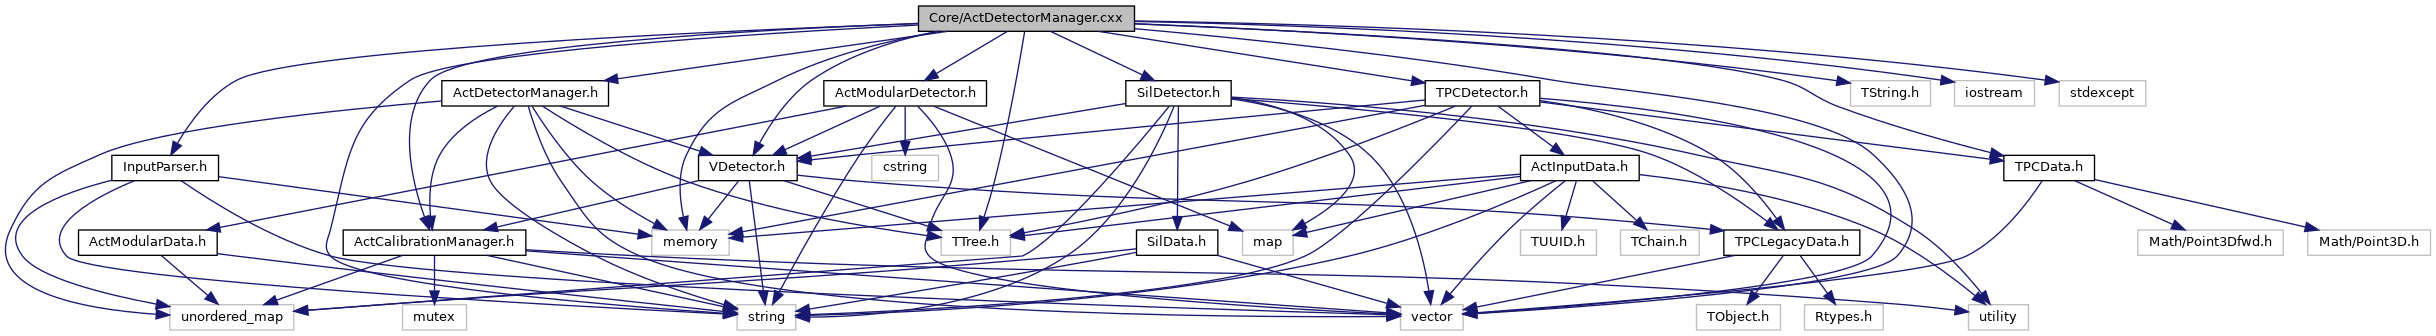 Core/ActDetectorManager.cxx
ActDetectorManager.h
ActModularDetector.h
SilDetector.h
TPCDetector.h
TString.h
iostream
stdexcept
InputParser.h
VDetector.h
cstring
ActInputData.h
TPCData.h
ActModularData.h
ActCalibrationManager.h
memory
TTree.h
SilData.h
map
TUUID.h
TChain.h
TPCLegacyData.h
Math/Point3Dfwd.h
Math/Point3D.h
unordered_map
mutex
string
vector
TObject.h
Rtypes.h
utility